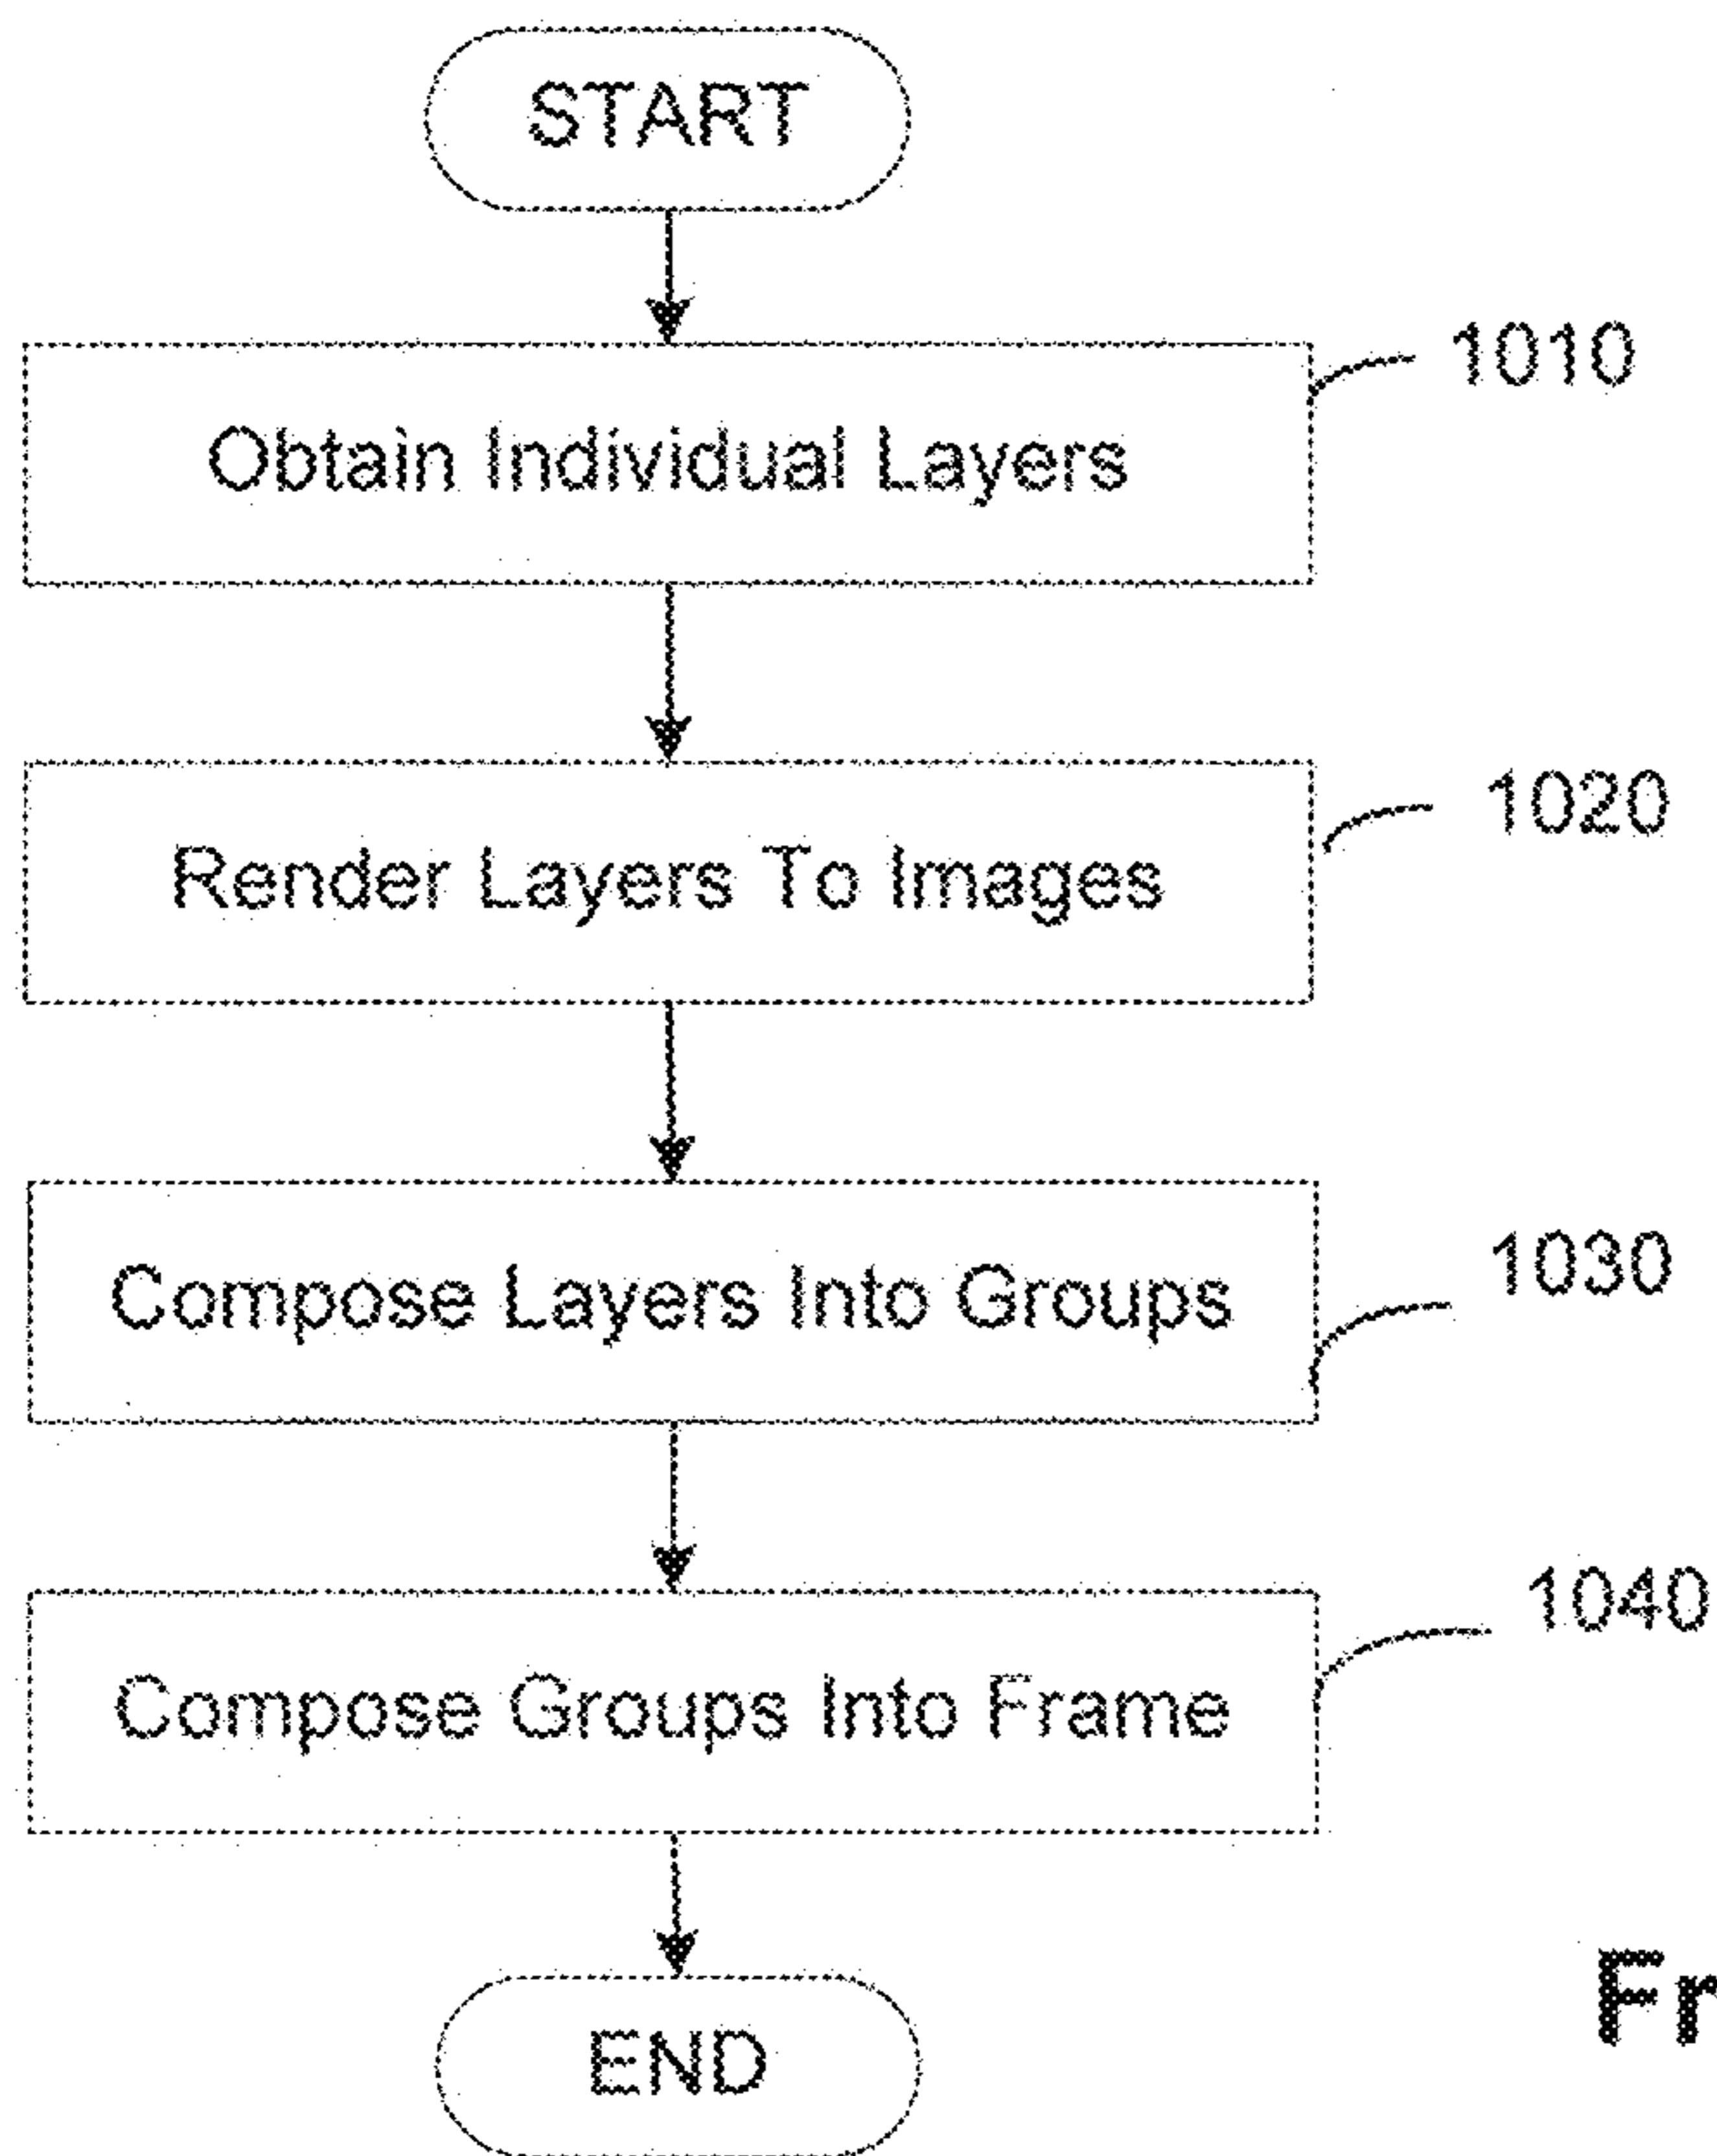 START
1010
Obtain Individual Layers
1020
Render Layers To Images
1030
Compose Layers Into Groups
1040
Compose Groups Into Frame
END
Fr